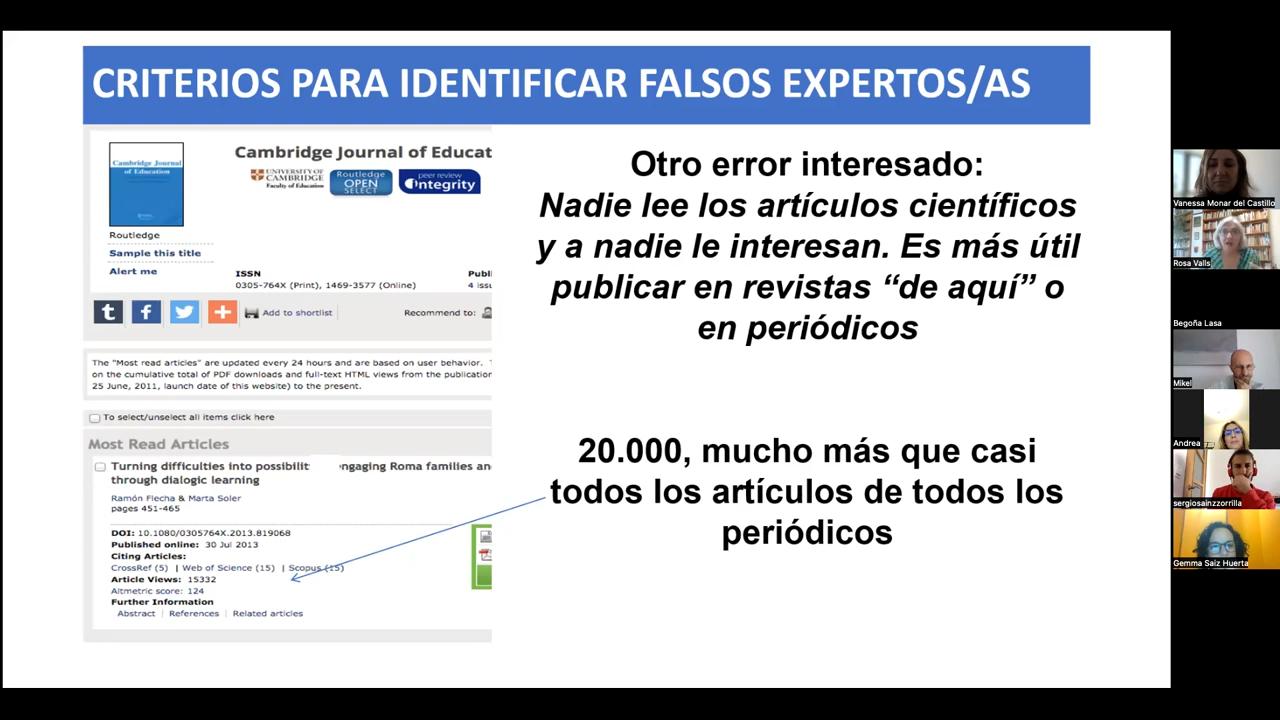 CRITERIOS PARA IDENTIFICAR FALSOS EXPERTOS/AS
Cambridge Journal of Education
Cambridge Journal of Educat
UNIVERSITY OF CAMBRIDGE
Faculty of Education
Routledge
OPEN
SELECT
peer review
integrity
Routledge
Sample this title
Alert me
ISSN
0305-764X (Print), 1469-3577 (Online)
Publi
4 issu
Add to shortlist
Recommend to:
The "Most read articles" are updated every 24 hours and are based on user behavior. T
on the cumulative total of PDF downloads and full-text HTML views from the publication
25 June, 2011, launch date of this website) to the present.
To select/unselect all items click here
Most Read Articles
Turning difficulties into possibilit engaging Roma families and
through dialogic learning
Ramón Flecha & Marta Soler
pages 451-465
DOI: 10.1080/0305764X.2013.819068
Published online: 30 Jul 2013
Citing Articles:
CrossRef (5) | Web of Science (15) | Scopus (15)
Article Views: 15332
Altmetric score: 124
Further Information
Abstract | References | Related articles
Otro error interesado:
Nadie lee los artículos científicos
y a nadie le interesan. Es más útil
publicar en revistas “de aquí” o
en periódicos
20.000, mucho más que casi
todos los artículos de todos los
periódicos
Vanessa Monar del Castillo
Rosa Valls
Begoña Lasa
Mikel
Andrea
sergiosainzzorrilla
Gemma Saiz Huerta